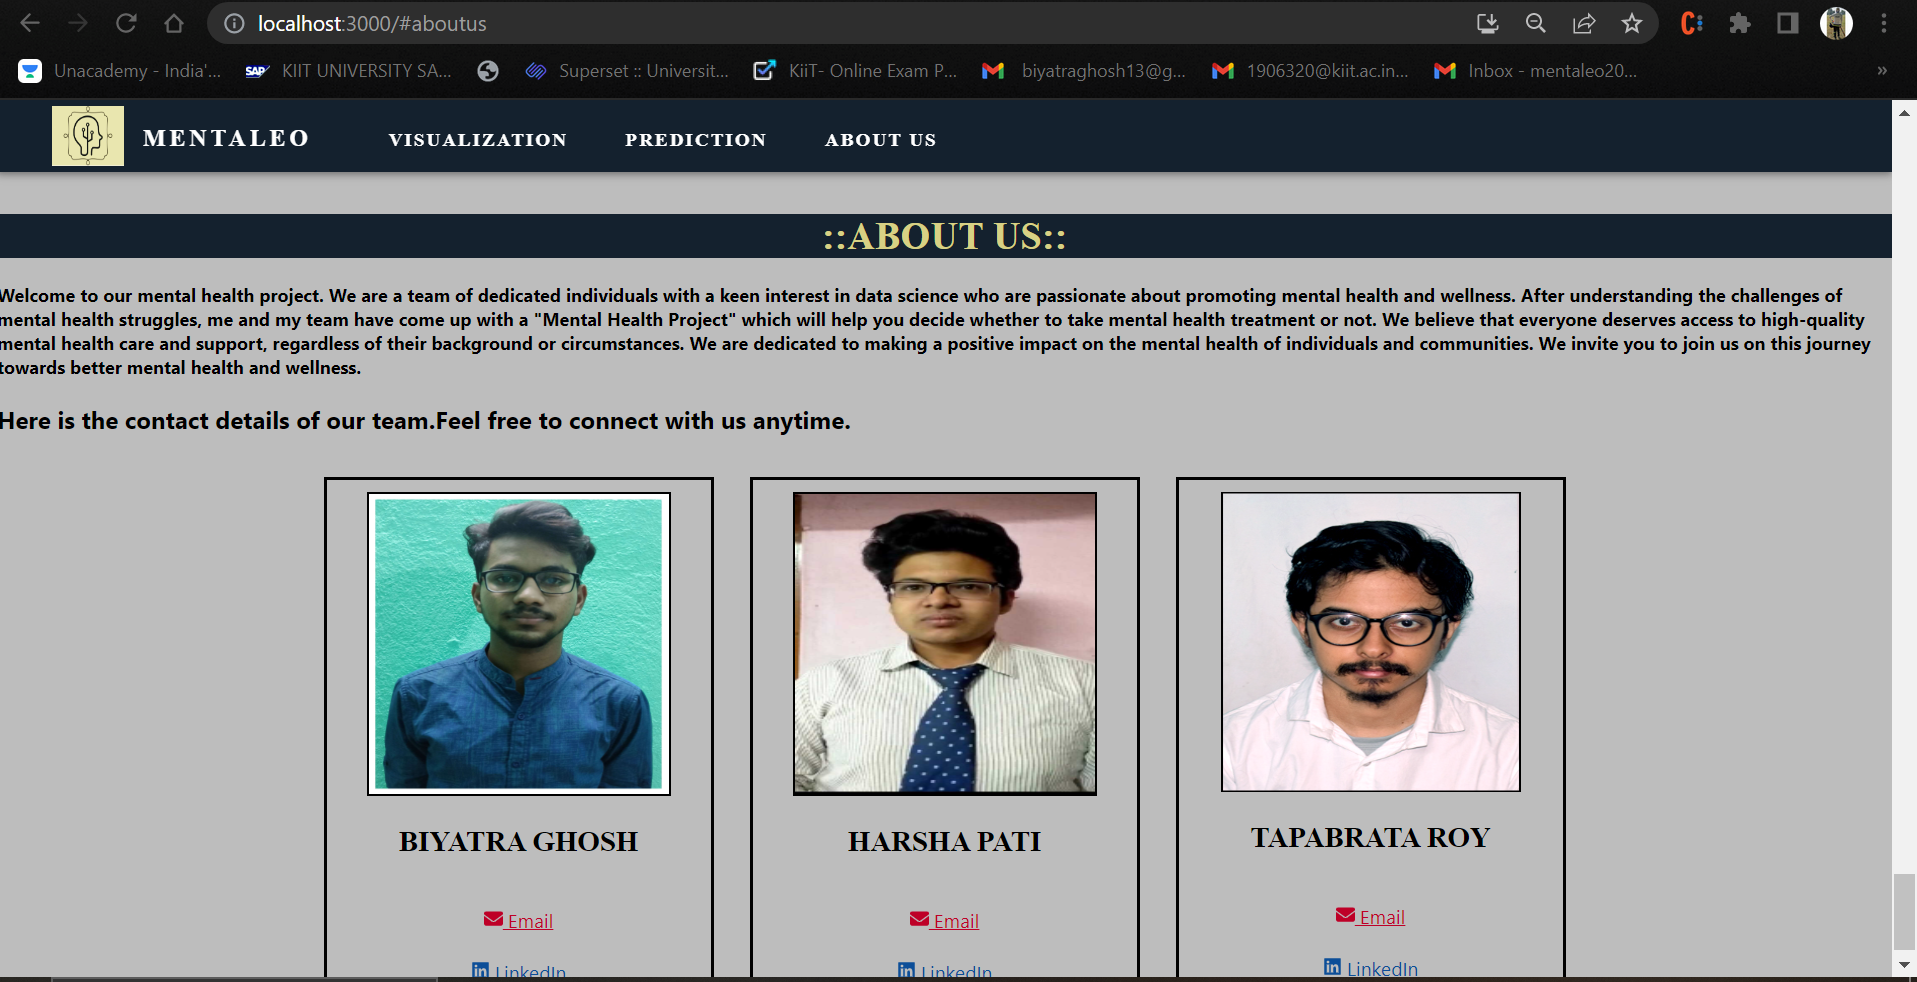 localhost:3000/#aboutus
Unacademy - India'... SAP KIIT UNIVERSITY SA... Superset :: Universit... KiiT- Online Exam P... biyatraghosh13@g... 1906320@kiit.ac.in... Inbox - mentaleo20... »
MENTALEO VISUALIZATION PREDICTION ABOUT US
::ABOUT US::
Welcome to our mental health project. We are a team of dedicated individuals with a keen interest in data science who are passionate about promoting mental health and wellness. After understanding the challenges of
mental health struggles, me and my team have come up with a "Mental Health Project" which will help you decide whether to take mental health treatment or not. We believe that everyone deserves access to high-quality
mental health care and support, regardless of their background or circumstances. We are dedicated to making a positive impact on the mental health of individuals and communities. We invite you to join us on this journey
towards better mental health and wellness.
Here is the contact details of our team.Feel free to connect with us anytime.
BIYATRA GHOSH HARSHA PATI TAPABRATA ROY
Email Email Email
LinkedIn LinkedIn LinkedIn